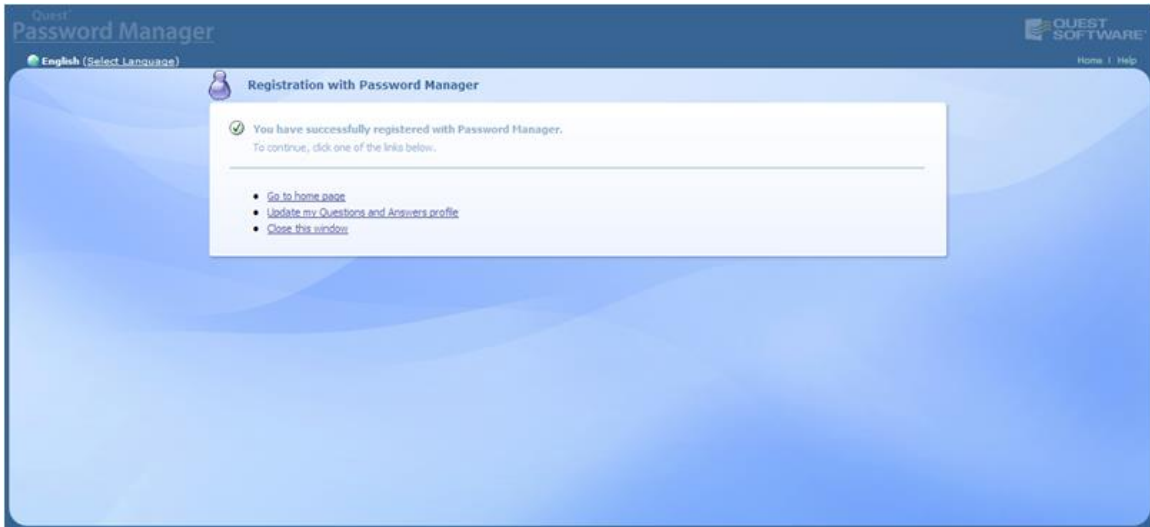 Quest
Password Manager
QUEST
SOFTWARE
English (Select Language)
Home | Help
Registration with Password Manager
You have successfully registered with Password Manager.
To continue, click one of the links below.
Go to home page
Update my Questions and Answers profile
Close this window